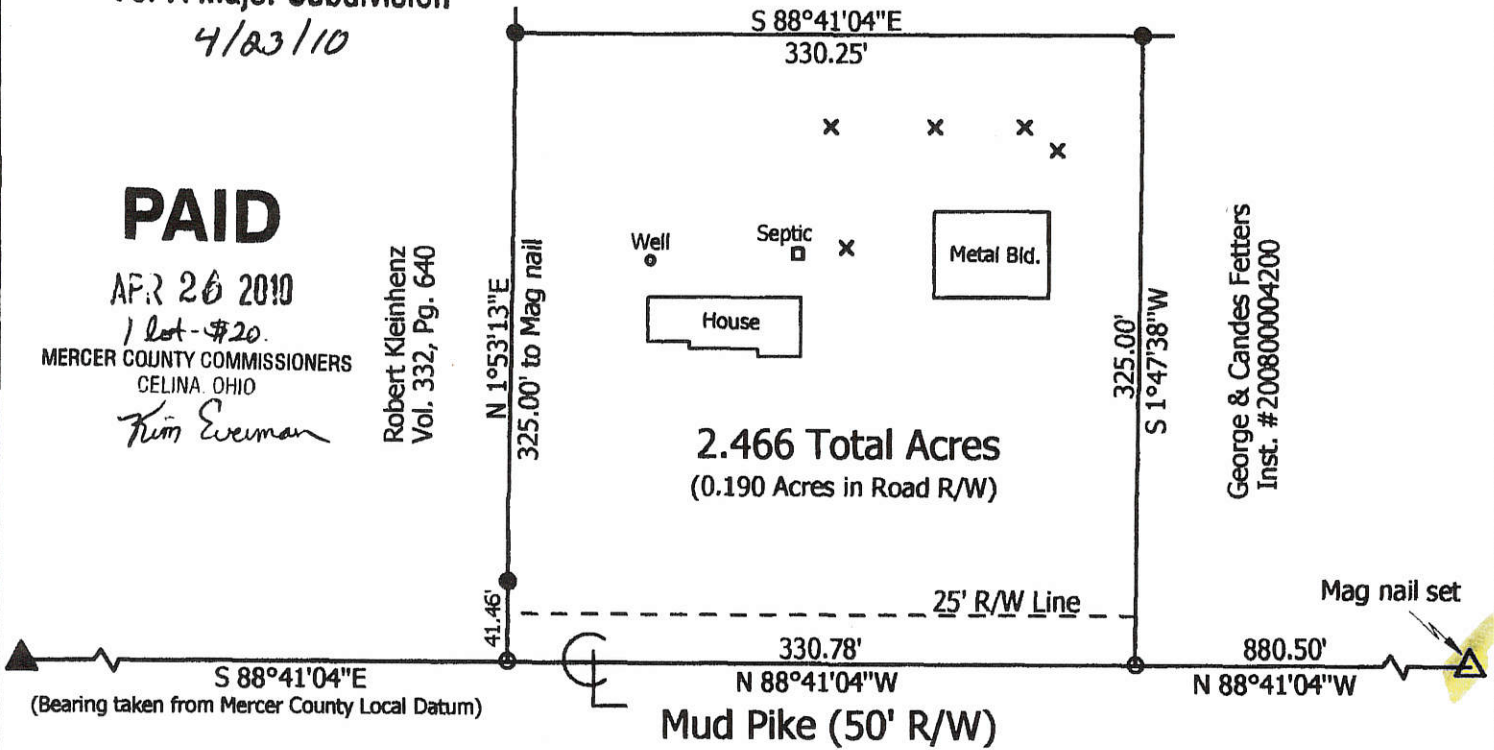 For A Major Subdivision
4/23/10
PAID
APR 26 2010
1 lot - $20.
MERCER COUNTY COMMISSIONERS
CELINA. OHIO
Kim Everman
Robert Kleinhenz
Vol. 332, Pg. 640
N 1°53'13"E
325.00' to Mag nail
41.46'
S 88°41'04"E
330.25'
x x x
x
Well
Septic
x
Metal Bld.
House
2.466 Total Acres
(0.190 Acres in Road R/W)
325.00'
S 1°47'38"W
George & Candes Fetters
Inst. #200800004200
25' R/W Line
Mag nail set
S 88°41'04"E
(Bearing taken from Mercer County Local Datum)
CL
330.78'
N 88°41'04"W
880.50'
N 88°41'04"W
Mud Pike (50' R/W)